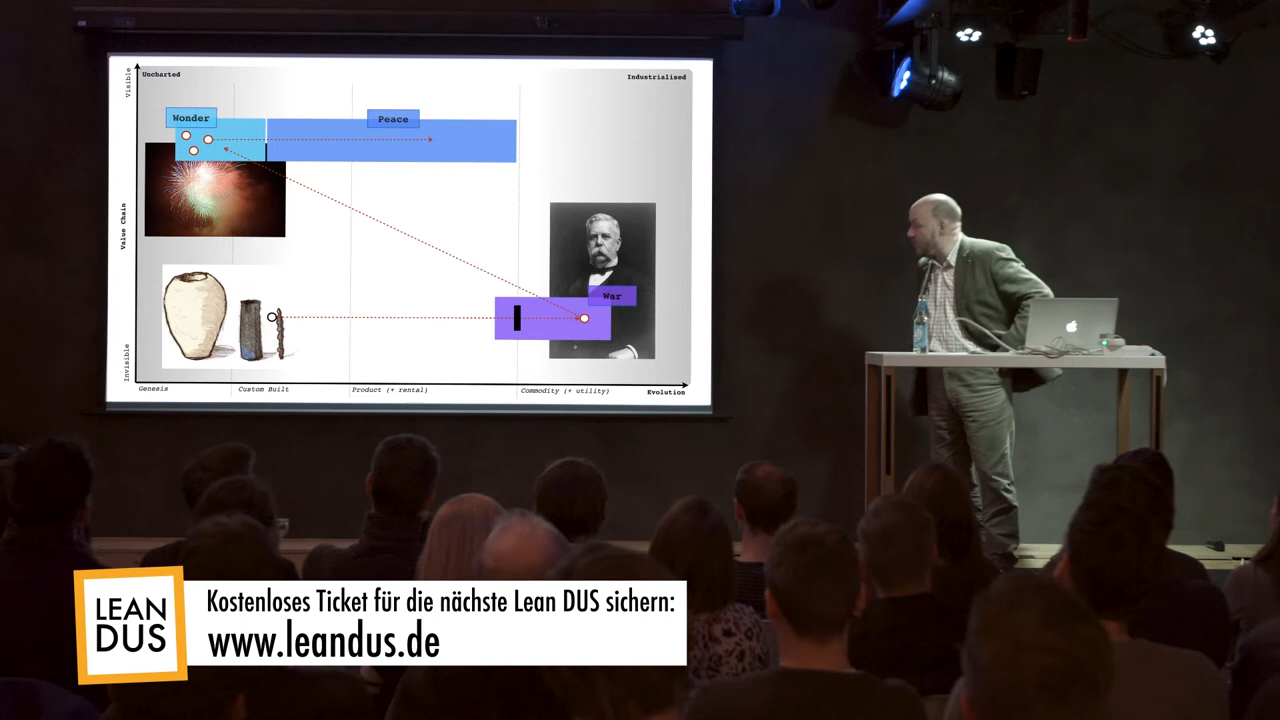 Uncharted
Industrialised
Visible
Wonder
Peace
Value Chain
War
Invisible
Genesis
Custom Built
Product (+ rental)
Commodity (+ utility)
Evolution
LEAN
DUS
Kostenloses Ticket für die nächste Lean DUS sichern:
www.leandus.de